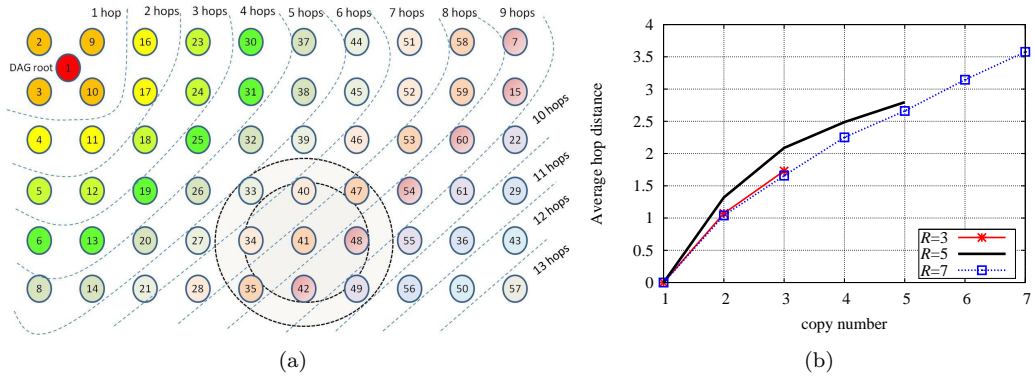 1 hop 2 hops 3 hops 4 hops 5 hops 6 hops 7 hops 8 hops 9 hops
2 9 16 23 30 37 44 51 58 7
DAG root 1
3 10 17 24 31 38 45 52 59 15
10 hops
4 11 18 25 32 39 46 53 60 22
11 hops
5 12 19 26 33 40 47 54 61 29
12 hops
6 13 20 27 34 41 48 55 36 43
13 hops
8 14 21 28 35 42 49 56 50 57
(a)
Average hop distance
4
3.5
3
2.5
2
1.5
1
0.5
0
R=3
R=5
R=7
1 2 3 4 5 6 7
copy number
(b)